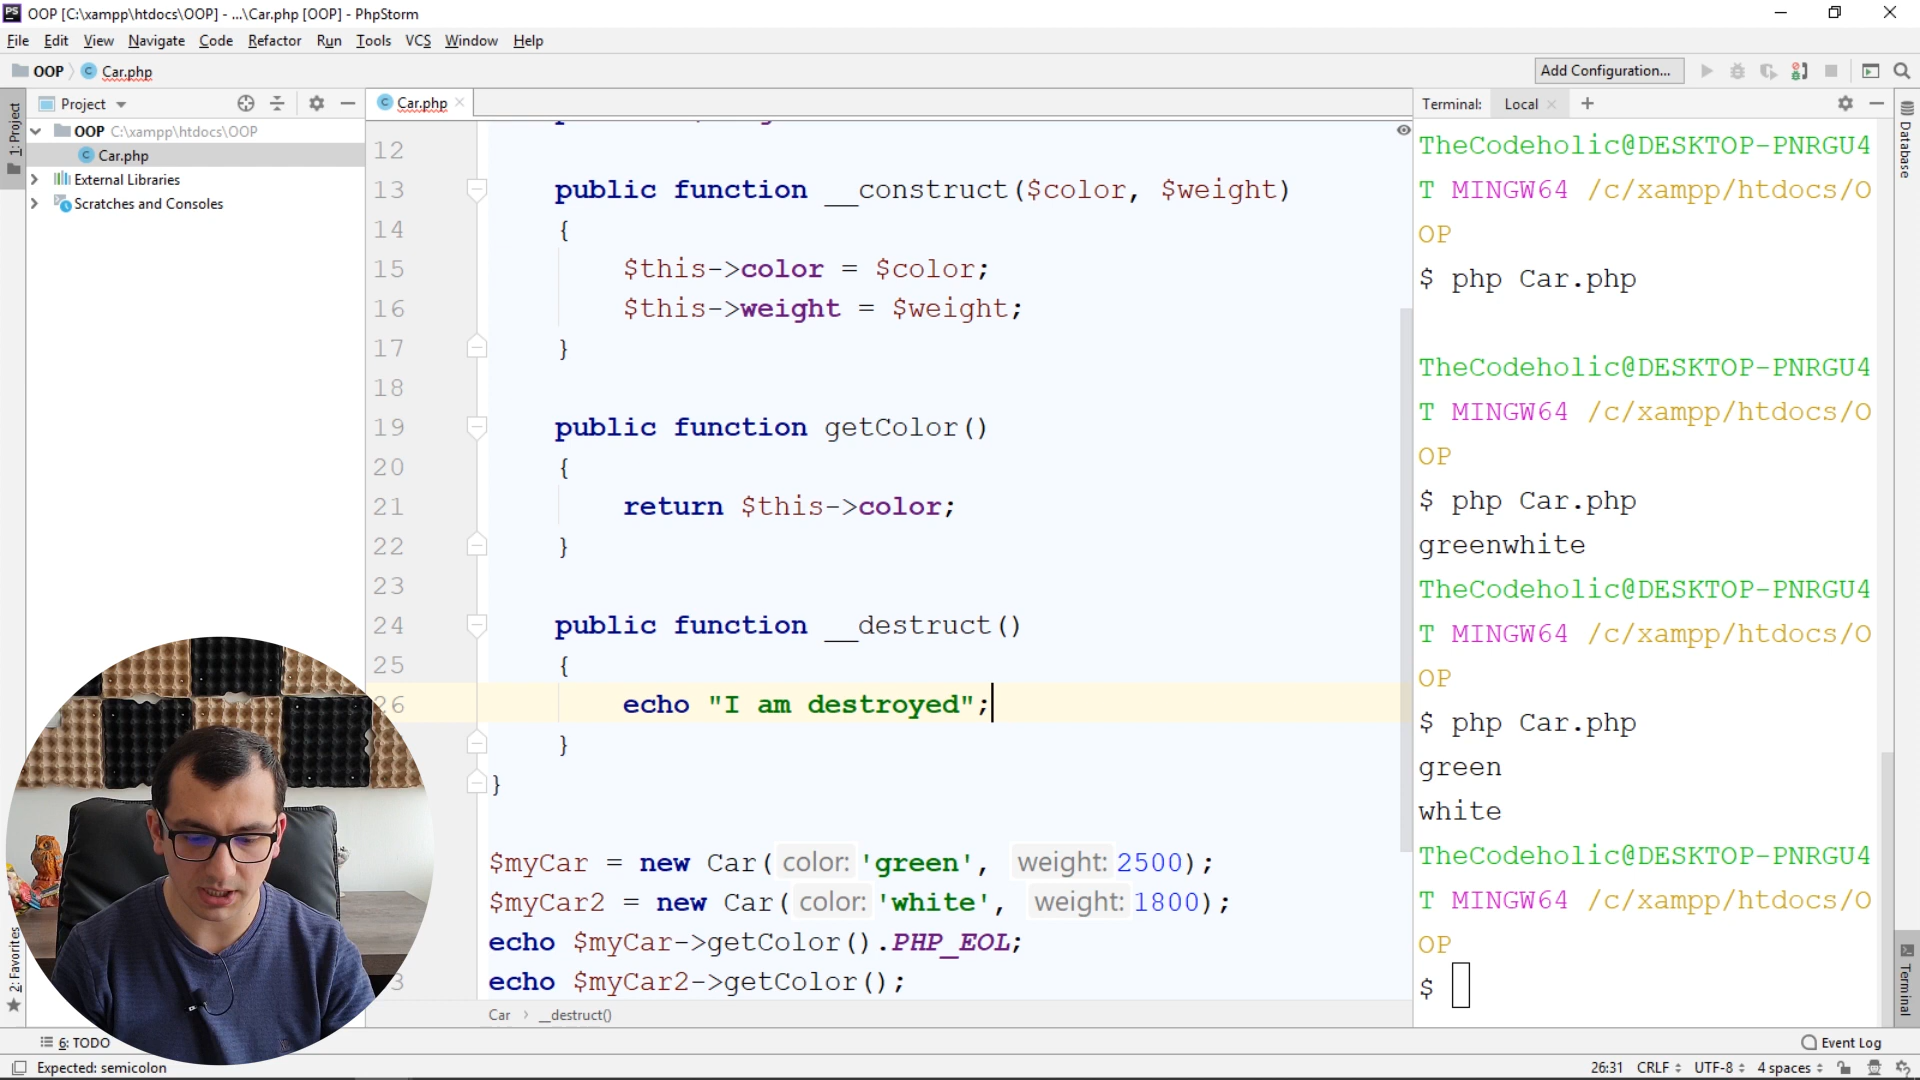 OOP [C:\xampp\htdocs\OOP] - ...\Car.php [OOP] - PhpStorm
File Edit View Navigate Code Refactor Run Tools VCS Window Help
OOP Car.php
Add Configuration...
Project
Car.php
Terminal: Local
1: Project
OOP C:\xampp\htdocs\OOP
Car.php
External Libraries
Scratches and Consoles
12
13 public function __construct($color, $weight)
14 {
15 $this->color = $color;
16 $this->weight = $weight;
17 }
18
19 public function getColor()
20 {
21 return $this->color;
22 }
23
24 public function __destruct()
25 {
26 echo "I am destroyed";
}
}
$myCar = new Car( color: 'green', weight: 2500);
$myCar2 = new Car( color: 'white', weight: 1800);
echo $myCar->getColor().PHP_EOL;
echo $myCar2->getColor();
Car __destruct()
TheCodeholic@DESKTOP-PNRGU4
T MINGW64 /c/xampp/htdocs/O
OP
$ php Car.php
TheCodeholic@DESKTOP-PNRGU4
T MINGW64 /c/xampp/htdocs/O
OP
$ php Car.php
greenwhite
TheCodeholic@DESKTOP-PNRGU4
T MINGW64 /c/xampp/htdocs/O
OP
$ php Car.php
green
white
TheCodeholic@DESKTOP-PNRGU4
T MINGW64 /c/xampp/htdocs/O
OP
$
Database
Terminal
2: Favorites
6: TODO
Event Log
Expected: semicolon
26:31 CRLF UTF-8 4 spaces